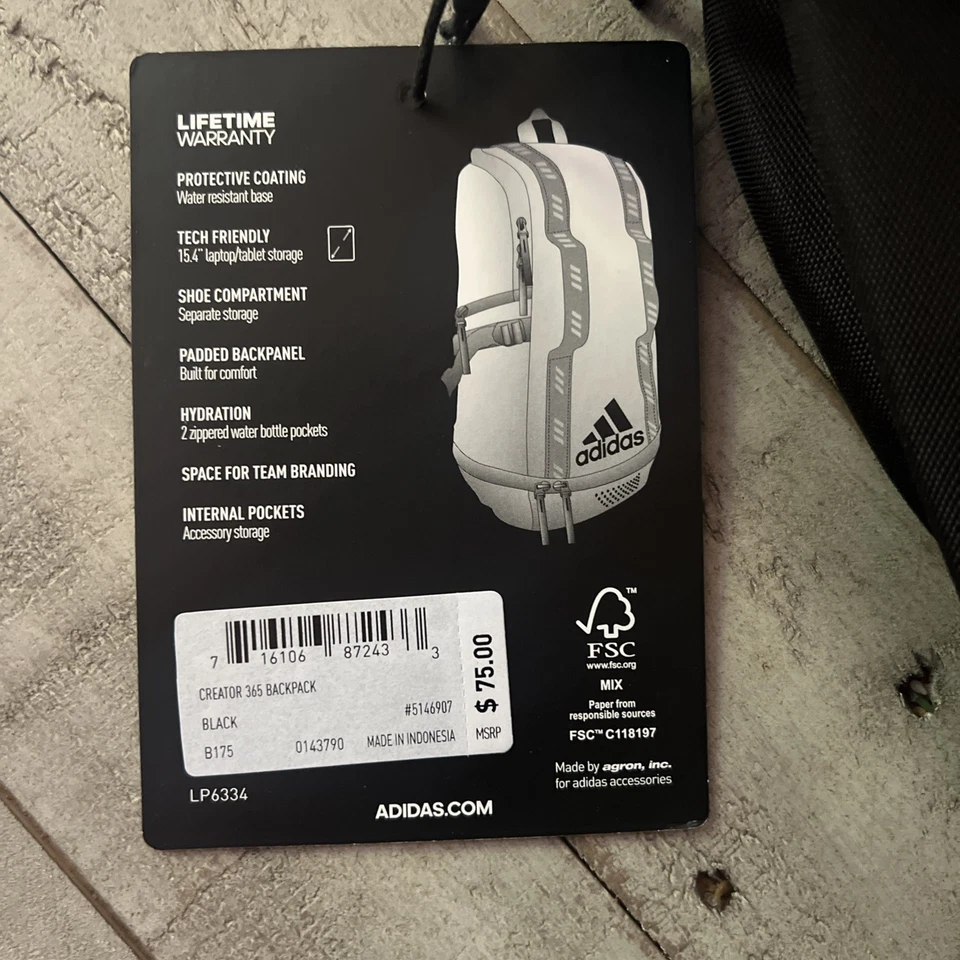 LIFETIME
WARRANTY
PROTECTIVE COATING
Water resistant base
TECH FRIENDLY
15.4" laptop/tablet storage
SHOE COMPARTMENT
Separate storage
PADDED BACKPANEL
Built for comfort
HYDRATION
2 zippered water bottle pockets
SPACE FOR TEAM BRANDING
INTERNAL POCKETS
Accessory storage
adidas
7 16106 87243 3
CREATOR 365 BACKPACK
BLACK #5146907
B175 0143790 MADE IN INDONESIA
$ 75.00
MSRP
LP6334
ADIDAS.COM
TM
FSC
www.fsc.org
MIX
Paper from
responsible sources
FSC™ C118197
Made by agron, inc.
for adidas accessories